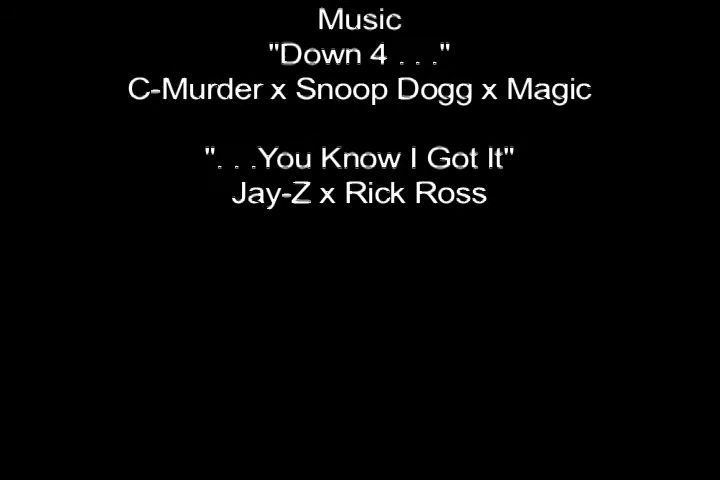 Music
"Down 4 . . ."
C-Murder x Snoop Dogg x Magic
". . .You Know I Got It"
Jay-Z x Rick Ross